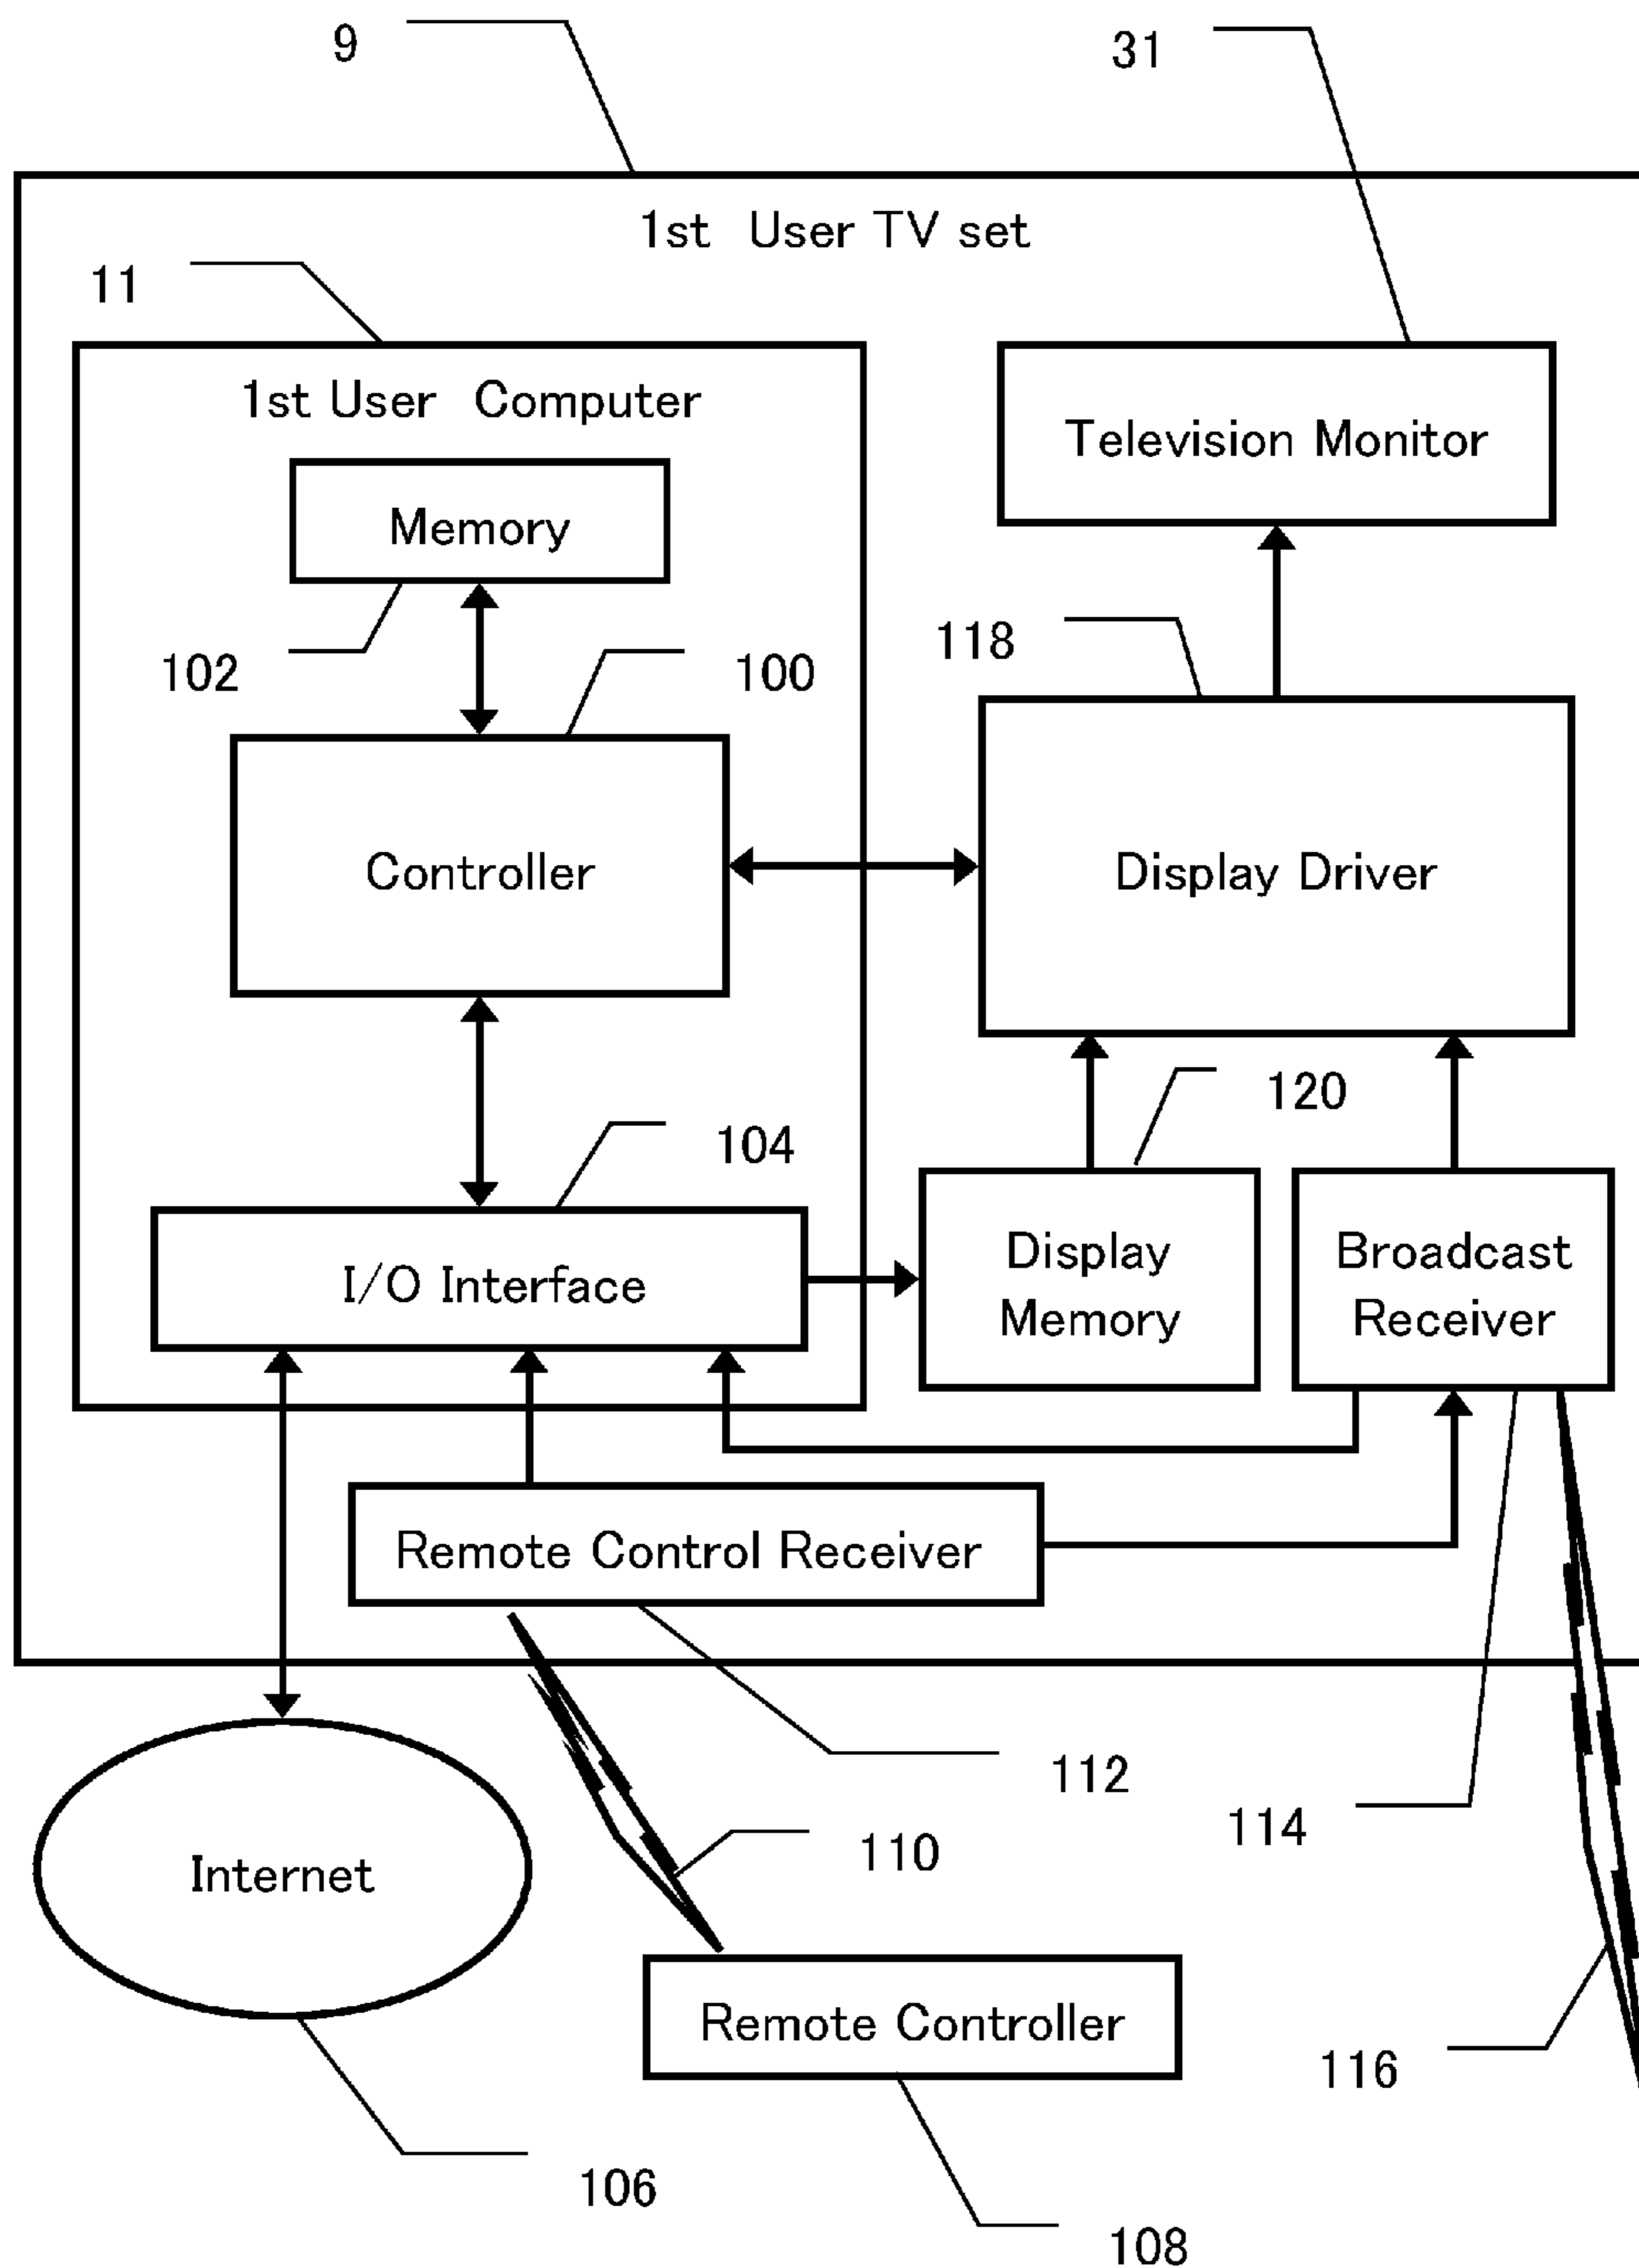 9
31
1st User TV set
11
1st User Computer
Television Monitor
Memory
118
102
100
Controller
Display Driver
120
104
Display
Memory
Broadcast
Receiver
I/O Interface
Remote Control Receiver
112
114
110
Internet
Remote Controller
116
106
108